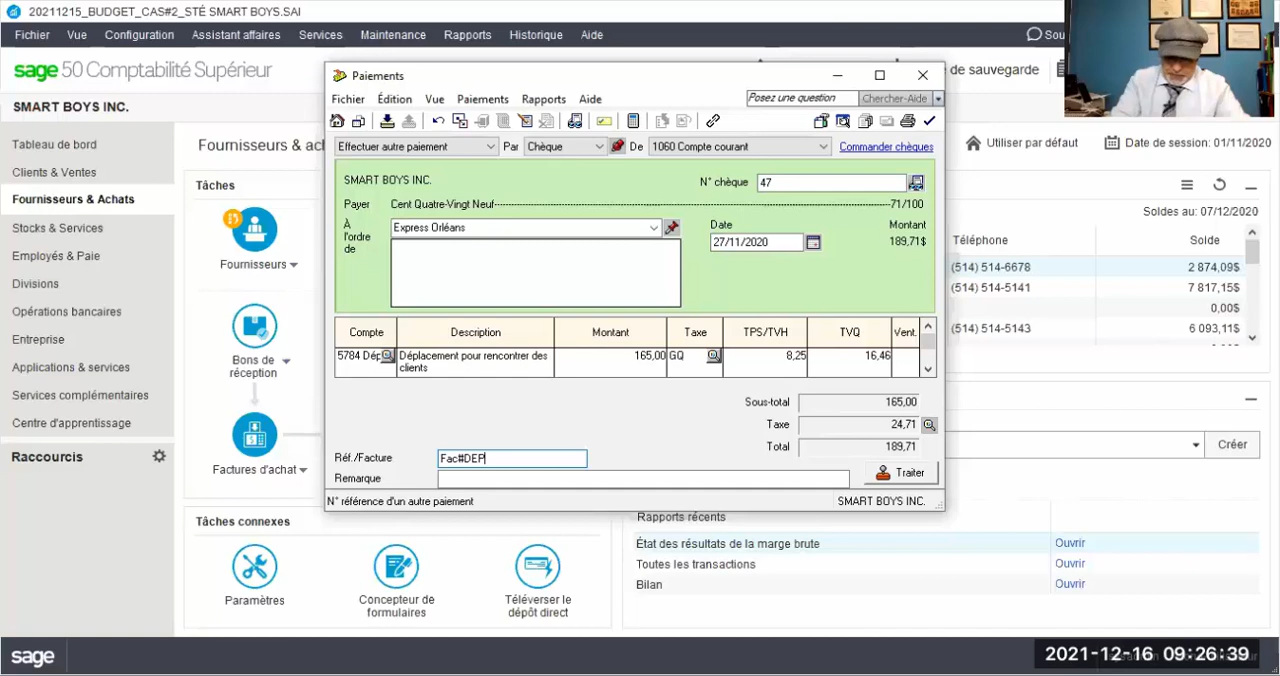 20211215_BUDGET_CAS#2_STÉ SMART BOYS.SAI
Fichier Vue Configuration Assistant affaires Services Maintenance Rapports Historique Aide
sage 50 Comptabilité Supérieur
de sauvegarde
SMART BOYS INC.
Utiliser par défaut
Date de session: 01/11/2020
Tableau de bord
Clients & Ventes
Fournisseurs & Achats
Stocks & Services
Employés & Paie
Divisions
Opérations bancaires
Entreprise
Applications & services
Services complémentaires
Centre d'apprentissage
Raccourcis
Fournisseurs &
Tâches
Fournisseurs
Bons de
réception
Factures d'achat
Tâches connexes
Paramètres
Concepteur de
formulaires
Téléverser le
dépôt direct
Paiements
Fichier Édition Vue Paiements Rapports Aide
Posez une question
Chercher-Aide
Effectuer autre paiement Par Chèque De 1060 Compte courant Commander chèques
SMART BOYS INC.
N° chèque 47
Payer Cent Quatre-Vingt Neuf 71/100
À
l'ordre
de
Express Orléans
Date
27/11/2020
Montant
189,71$
Compte Description Montant Taxe TPS/TVH TVQ Vent.
5784 Dép Déplacement pour rencontrer des 165,00 GQ 8,25 16,46
clients
Sous-total 165,00
Taxe 24,71
Total 189,71
Réf./Facture Fac#DEP
Remarque
Traiter
N° référence d'un autre paiement
SMART BOYS INC.
Soldes au: 07/12/2020
Téléphone Solde
(514) 514-6678 2 874,09$
(514) 514-5141 7 817,15$
0,00$
(514) 514-5143 6 093,11$
Créer
Rapports récents
État des résultats de la marge brute Ouvrir
Toutes les transactions Ouvrir
Bilan Ouvrir
sage
2021-12-16 09:26:39